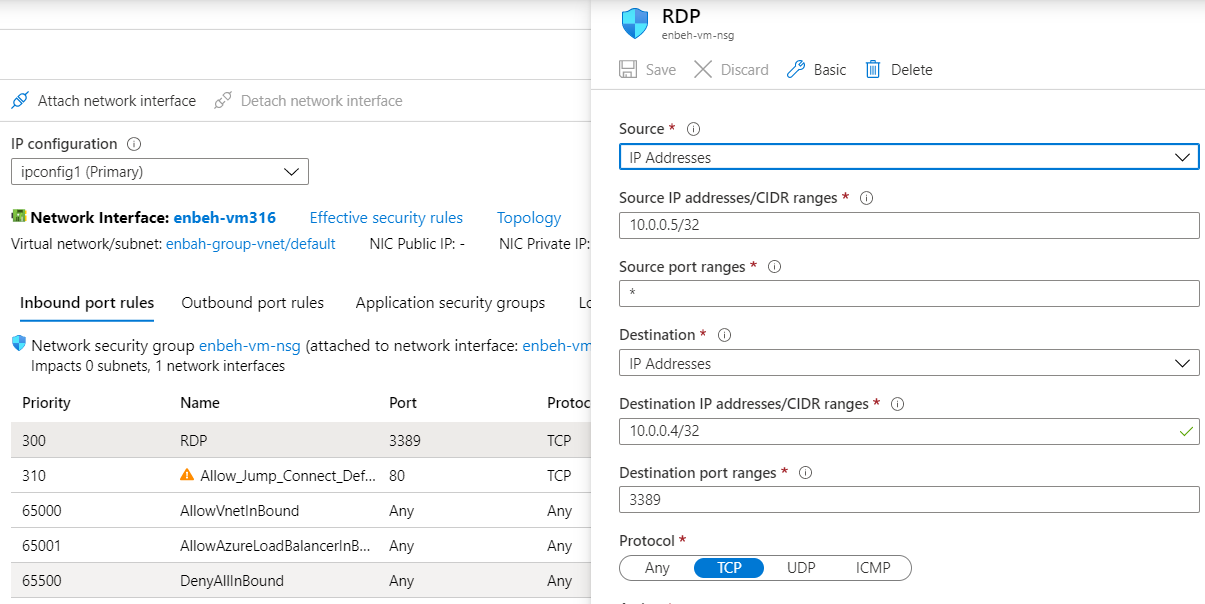 Attach network interface
Detach network interface
IP configuration
ipconfig1 (Primary)
Network Interface: enbeh-vm316
Effective security rules
Topology
Virtual network/subnet: enbah-group-vnet/default
NIC Public IP: -
NIC Private IP:
Inbound port rules
Outbound port rules
Application security groups
Network security group enbeh-vm-nsg (attached to network interface: enbeh-vm
Impacts 0 subnets, 1 network interfaces
Priority Name Port Protoc
300 RDP 3389 TCP
310 Allow_Jump_Connect_Def... 80 TCP
65000 AllowVnetInBound Any Any
65001 AllowAzureLoadBalancerInB... Any Any
65500 DenyAllInBound Any Any
RDP
enbeh-vm-nsg
Save Discard Basic Delete
Source *
IP Addresses
Source IP addresses/CIDR ranges *
10.0.0.5/32
Source port ranges *
*
Destination *
IP Addresses
Destination IP addresses/CIDR ranges *
10.0.0.4/32
Destination port ranges *
3389
Protocol *
Any TCP UDP ICMP